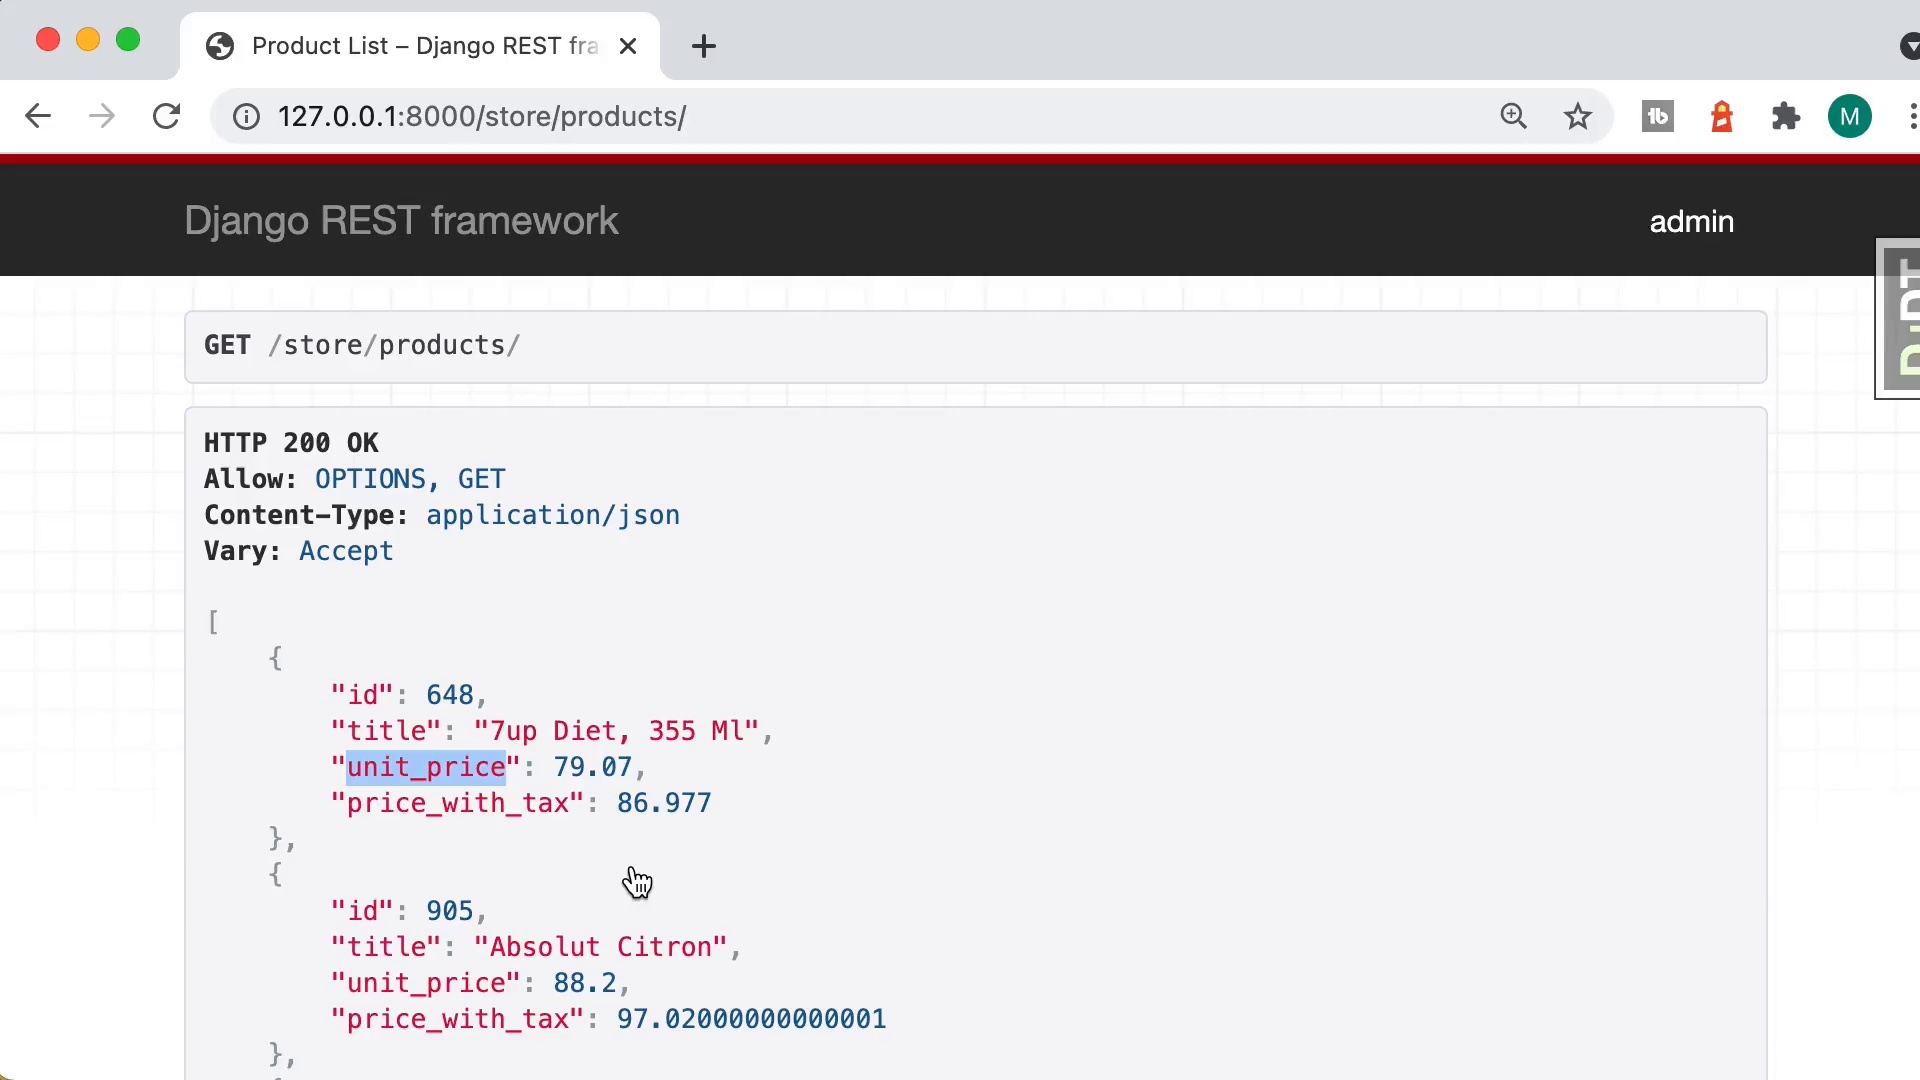 Product List – Django REST fra
127.0.0.1:8000/store/products/
M
Django REST framework
admin
DjDT
GET /store/products/
HTTP 200 OK
Allow: OPTIONS, GET
Content-Type: application/json
Vary: Accept
[
{
"id": 648,
"title": "7up Diet, 355 Ml",
"unit_price": 79.07,
"price_with_tax": 86.977
},
{
"id": 905,
"title": "Absolut Citron",
"unit_price": 88.2,
"price_with_tax": 97.02000000000001
},